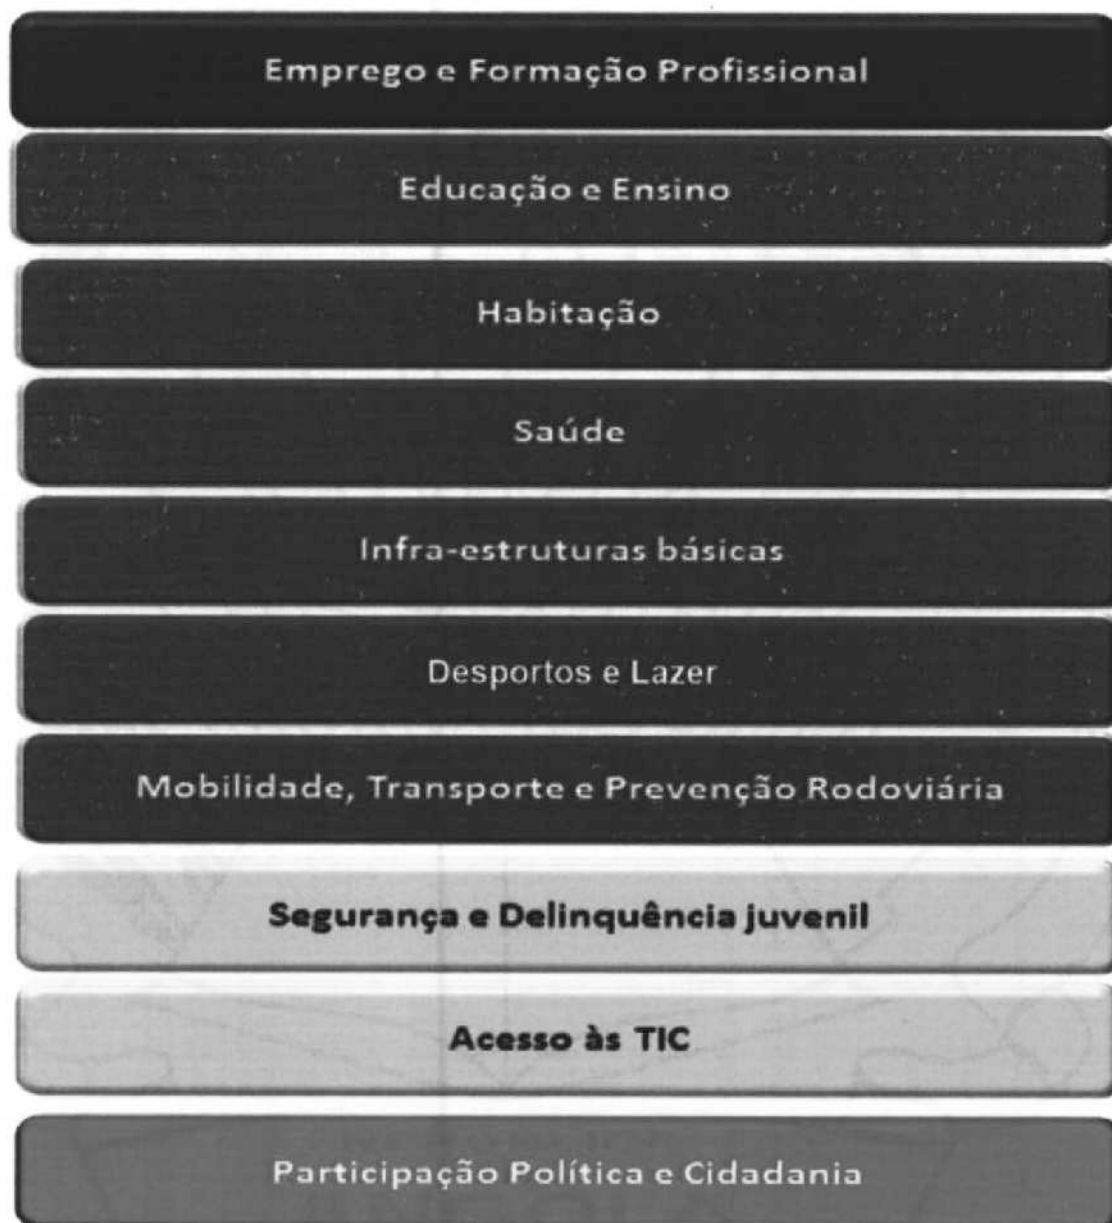 Emprego e Formação Profissional
Educação e Ensino
Habitação
Saúde
Infra-estruturas básicas
Desportos e Lazer
Mobilidade, Transporte e Prevenção Rodoviária
Segurança e Delinquência juvenil
Acesso às TIC
Participação Política e Cidadania